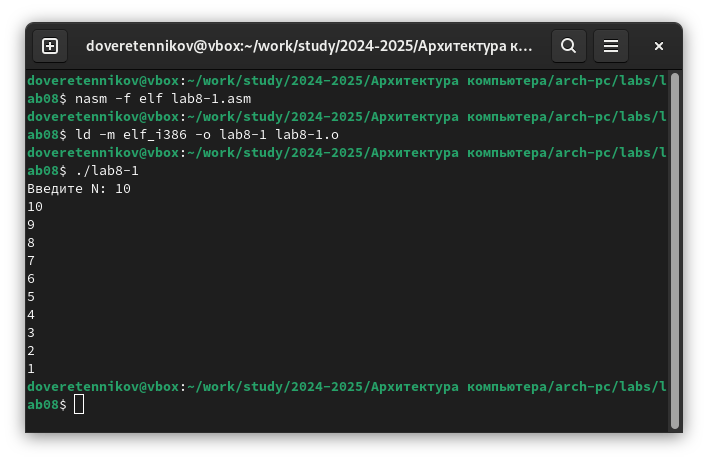 doveretennikov@vbox:~/work/study/2024-2025/Архитектура к...
doveretennikov@vbox:~/work/study/2024-2025/Архитектура компьютера/arch-pc/labs/l
ab08$ nasm -f elf lab8-1.asm
doveretennikov@vbox:~/work/study/2024-2025/Архитектура компьютера/arch-pc/labs/l
ab08$ ld -m elf_i386 -o lab8-1 lab8-1.o
doveretennikov@vbox:~/work/study/2024-2025/Архитектура компьютера/arch-pc/labs/l
ab08$ ./lab8-1
Введите N: 10
10
9
8
7
6
5
4
3
2
1
doveretennikov@vbox:~/work/study/2024-2025/Архитектура компьютера/arch-pc/labs/l
ab08$